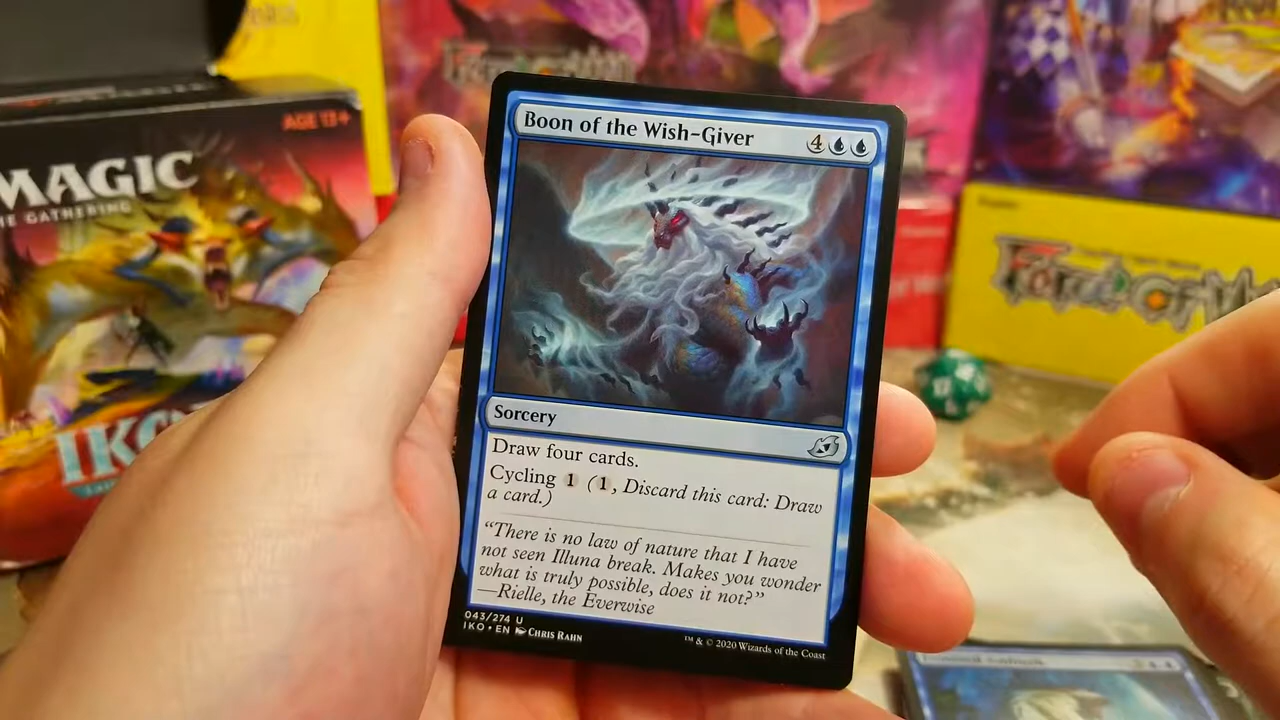 AGE 13+
MAGIC
THE GATHERING
IKO
Boon of the Wish-Giver 4
Sorcery
Draw four cards.
Cycling 1 (1, Discard this card: Draw
a card.)
“There is no law of nature that I have
not seen Illuna break. Makes you wonder
what is truly possible, does it not?”
—Rielle, the Everwise
043/274 U
IKO • EN Chris Rahn
™ & © 2020 Wizards of the Coast
Force OF